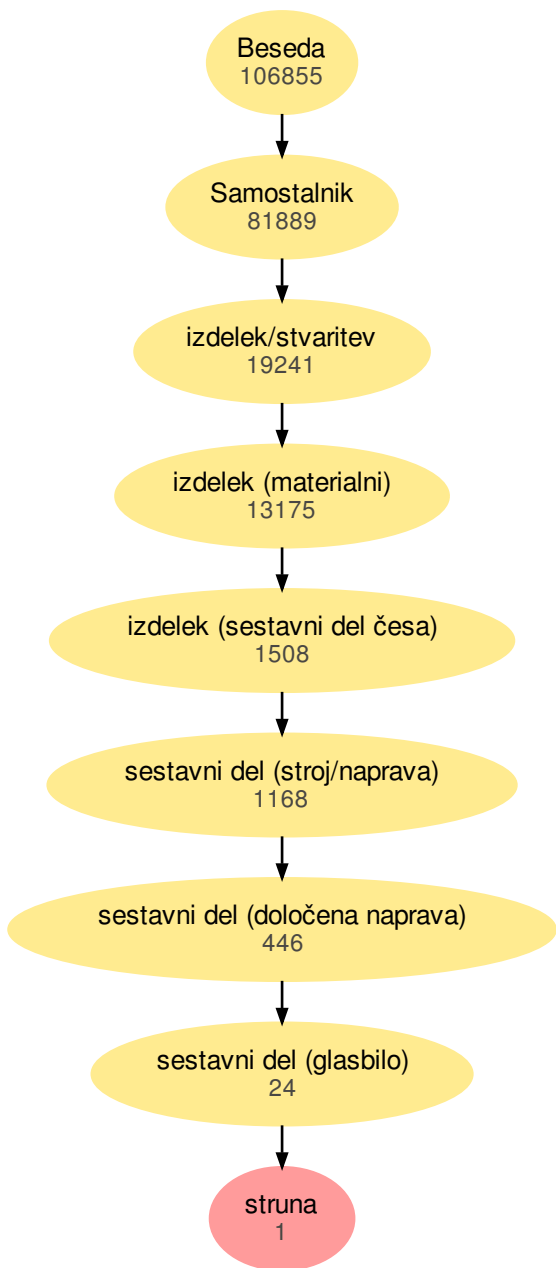 Beseda
106855
Samostalnik
81889
izdelek/stvaritev
19241
izdelek (materialni)
13175
izdelek (sestavni del česa)
1508
sestavni del (stroj/naprava)
1168
sestavni del (določena naprava)
446
sestavni del (glasbilo)
24
struna
1